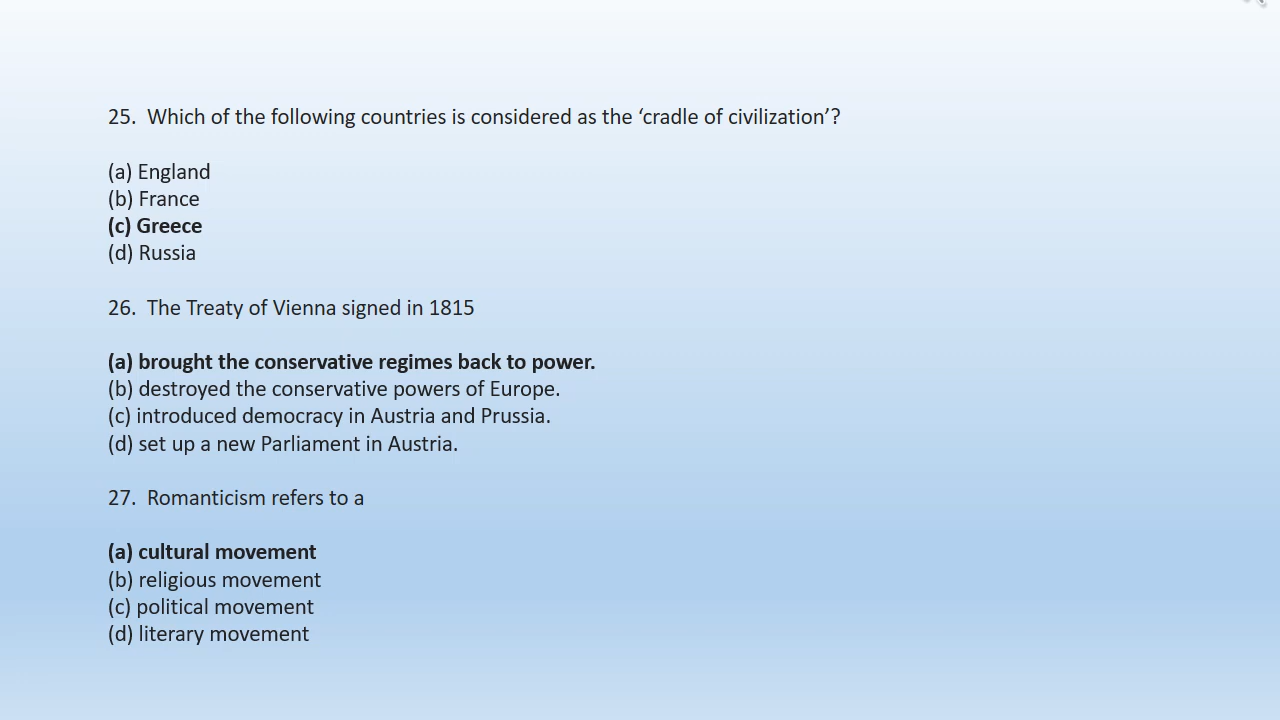 25.  Which of the following countries is considered as the ‘cradle of civilization’?
(a) England
(b) France
(c) Greece
(d) Russia
26.  The Treaty of Vienna signed in 1815
(a) brought the conservative regimes back to power.
(b) destroyed the conservative powers of Europe.
(c) introduced democracy in Austria and Prussia.
(d) set up a new Parliament in Austria.
27.  Romanticism refers to a
(a) cultural movement
(b) religious movement
(c) political movement
(d) literary movement